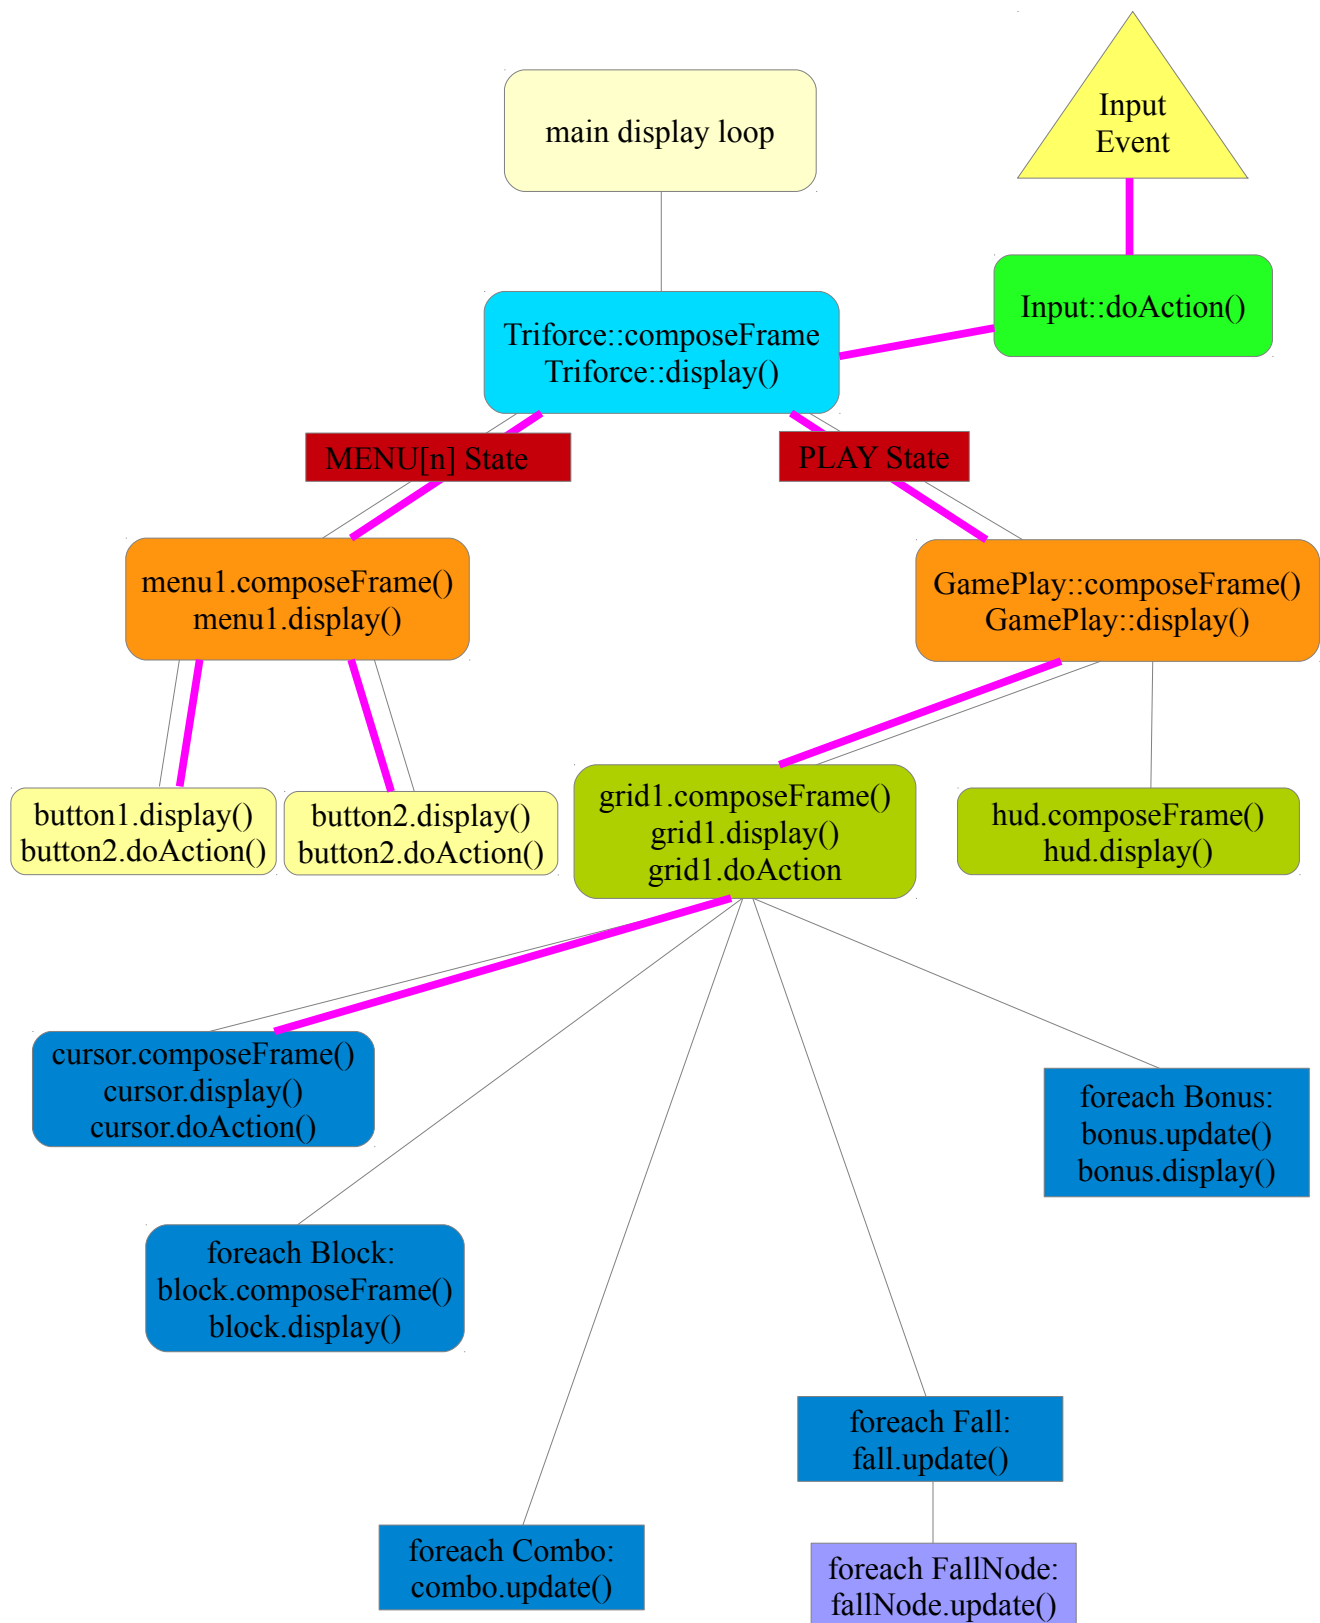 main display loop
Input
Event
Input::doAction()
Triforce::composeFrame
Triforce::display()
MENU[n] State
PLAY State
menu1.composeFrame()
menu1.display()
GamePlay::composeFrame()
GamePlay::display()
button1.display()
button2.doAction()
button2.display()
button2.doAction()
grid1.composeFrame()
grid1.display()
grid1.doAction
hud.composeFrame()
hud.display()
cursor.composeFrame()
cursor.display()
cursor.doAction()
foreach Bonus:
bonus.update()
bonus.display()
foreach Block:
block.composeFrame()
block.display()
foreach Fall:
fall.update()
foreach Combo:
combo.update()
foreach FallNode:
fallNode.update()